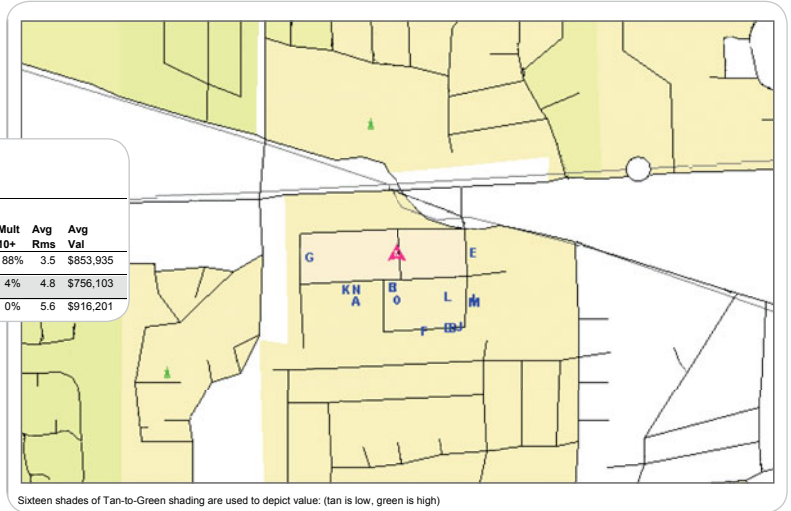 Mult Avg Avg
10+ Rms Val
88% 3.5 $853,935
4% 4.8 $756,103
0% 5.6 $916,201
G
E
K N
B
A
O
L
M
F
J
Sixteen shades of Tan-to-Green shading are used to depict value: (tan is low, green is high)